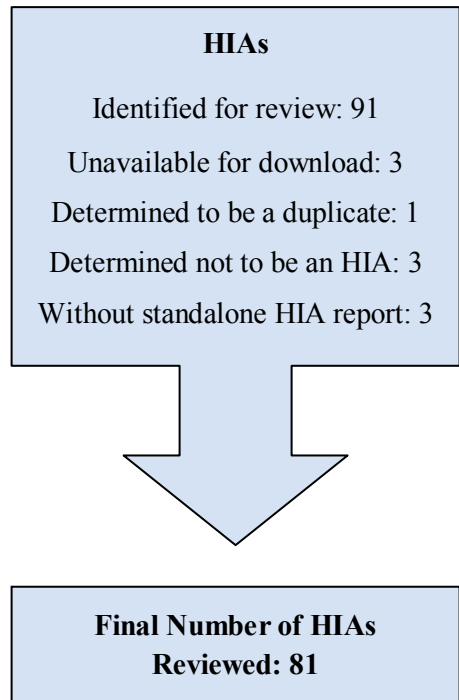 HIAs
Identified for review: 91
Unavailable for download: 3
Determined to be a duplicate: 1
Determined not to be an HIA: 3
Without standalone HIA report: 3
Final Number of HIAs
Reviewed: 81